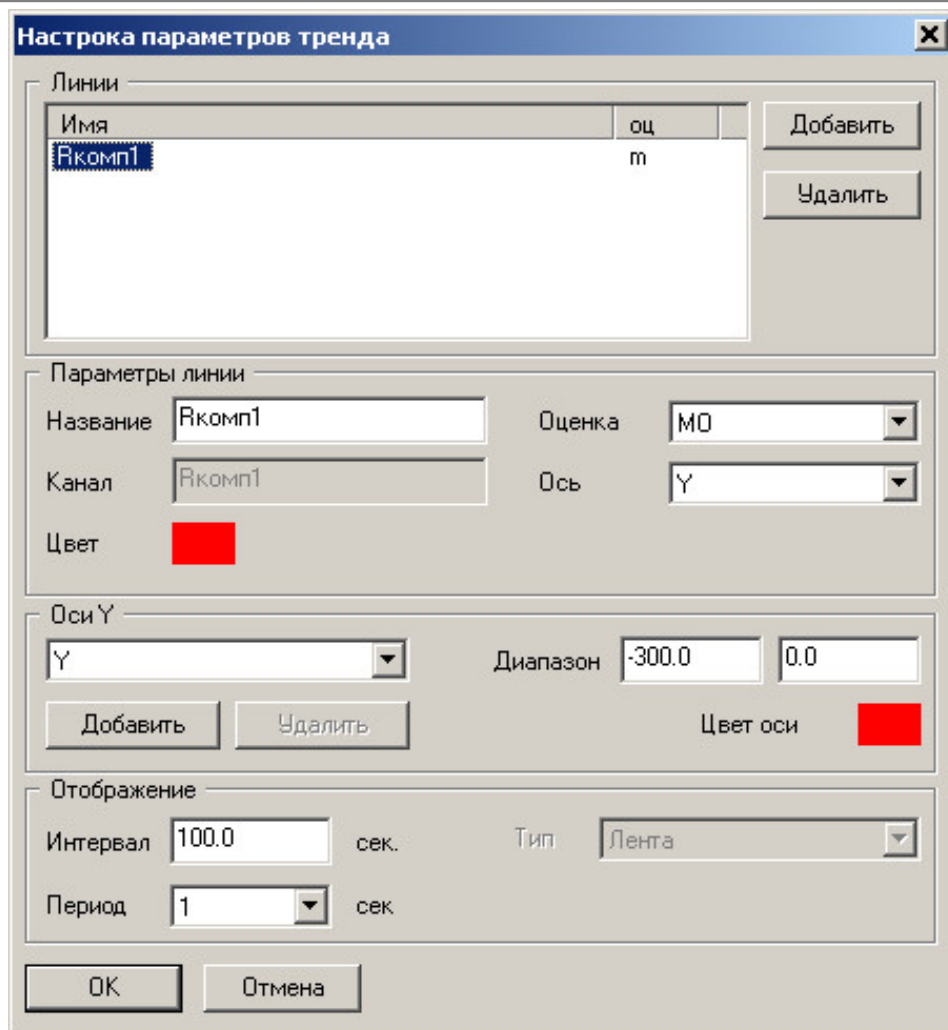 Настрока параметров тренда
Линии
Имя оц
Rкомп1 m
Добавить
Удалить
Параметры линии
Название Rкомп1 Оценка МО
Канал Rкомп1 Ось Y
Цвет
Оси Y
Y Диапазон -300.0 0.0
Добавить Удалить Цвет оси
Отображение
Интервал 100.0 сек. Тип Лента
Период 1 сек
OK Отмена